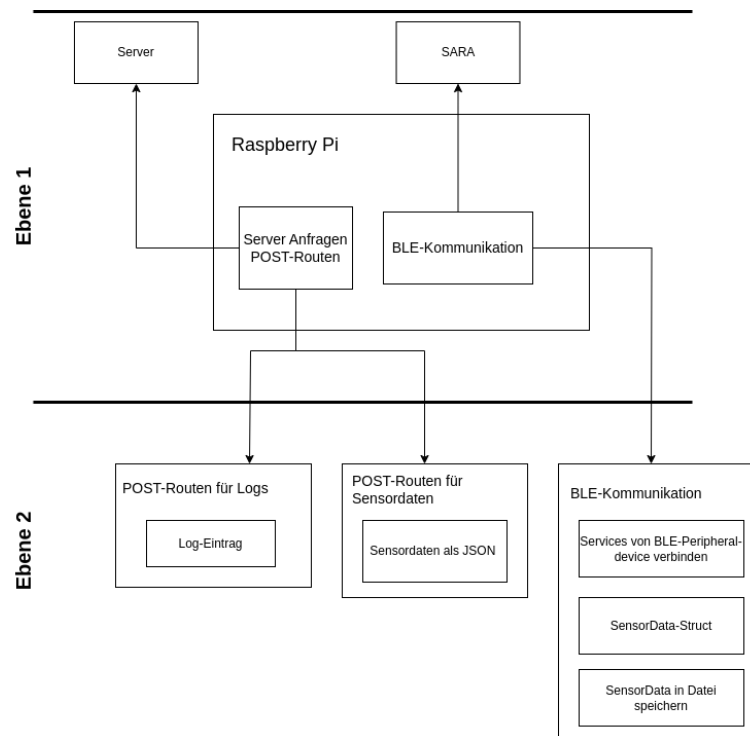 Server
SARA
Ebene 1
Raspberry Pi
Server Anfragen
POST-Routen
BLE-Kommunikation
Ebene 2
POST-Routen für Logs
Log-Eintrag
POST-Routen für
Sensordaten
Sensordaten als JSON
BLE-Kommunikation
Services von BLE-Peripheral-
device verbinden
SensorData-Struct
SensorData in Datei
speichern